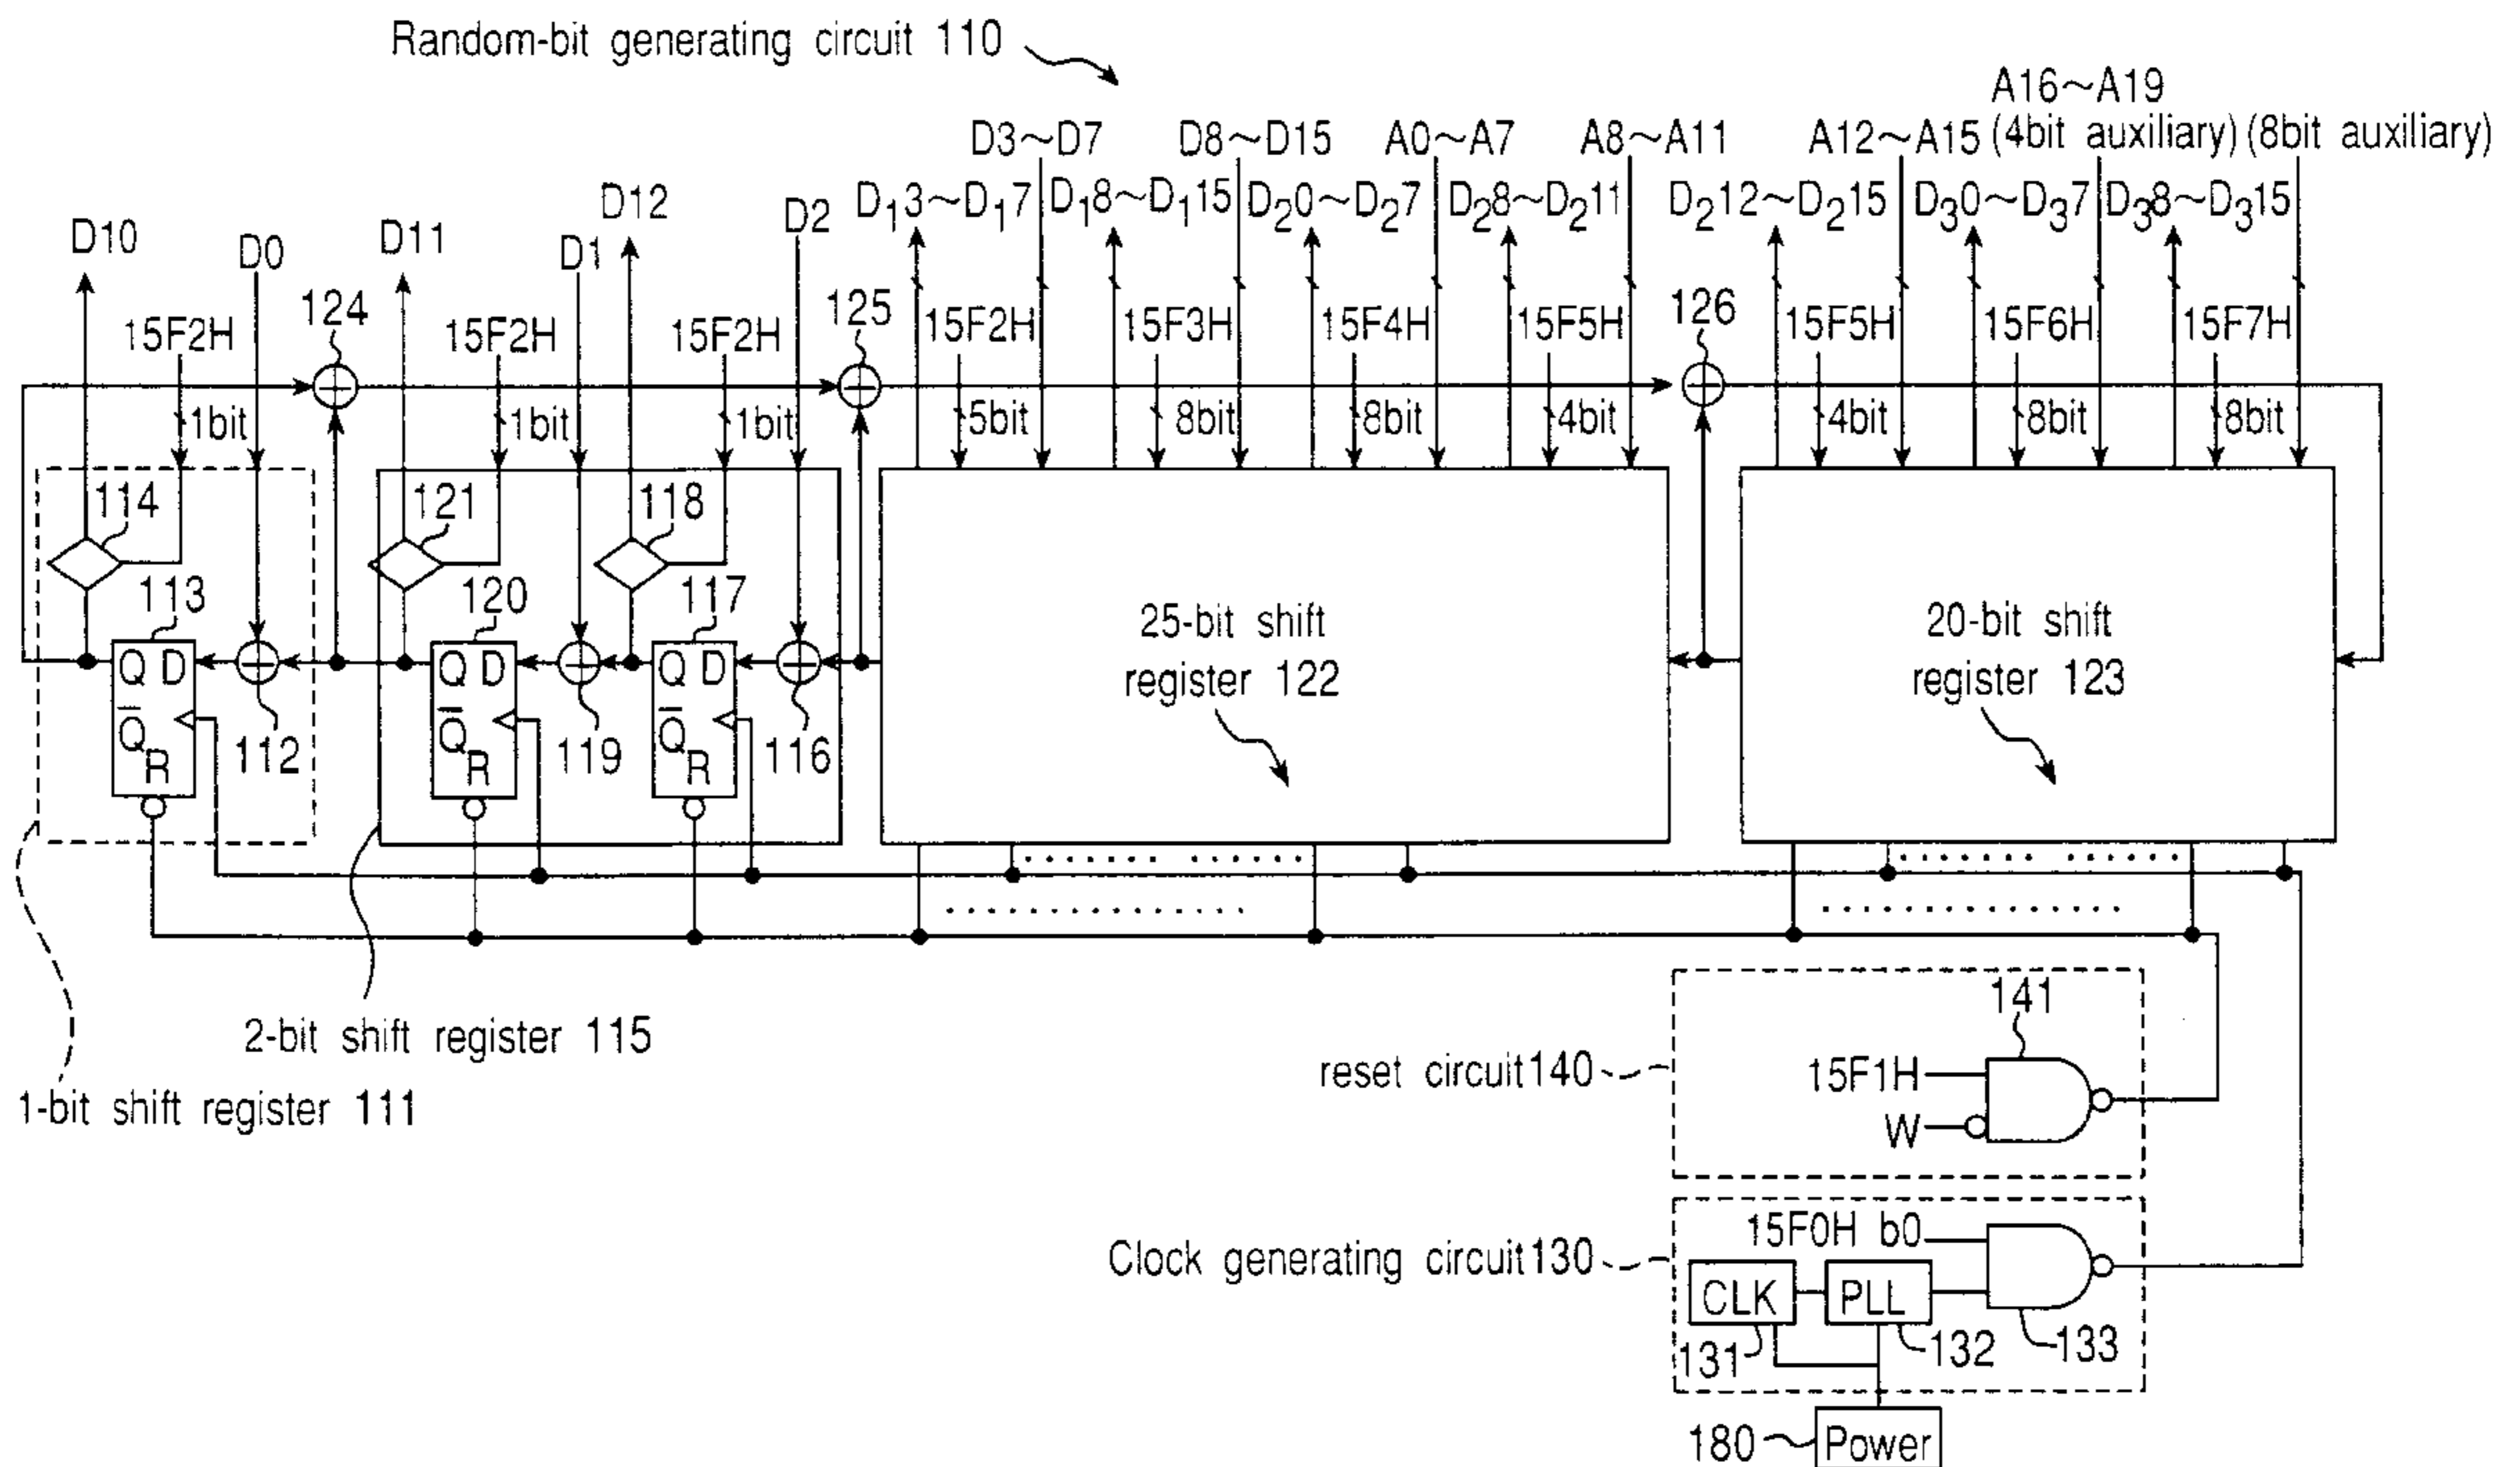 Random-bit generating circuit 110
A16～A19
D3～D7 D8～D15 A0～A7 A8～A11 A12～A15 (4bit auxiliary) (8bit auxiliary)
D12 D2 D₁3～D₁7 D₁8～D₁15 D₂0～D₂7 D₂8～D₂11 D₂12～D₂15 D₃0～D₃7 D₃8～D₃15
D10 D0 D11 D1
124 125 126
15F2H 15F2H 15F2H 15F2H 15F3H 15F4H 15F5H 15F5H 15F6H 15F7H
1bit 1bit 1bit 5bit 8bit 8bit 4bit 4bit 8bit 8bit
114 121 118
113 120 117
Q D Q D Q D
Q̅ Q̅ Q̅
R R R
112 119 116
25-bit shift
register 122
20-bit shift
register 123
2-bit shift register 115
1-bit shift register 111
141
reset circuit140
15F1H
W
15F0H b0
Clock generating circuit130
CLK PLL
131 132 133
180 Power